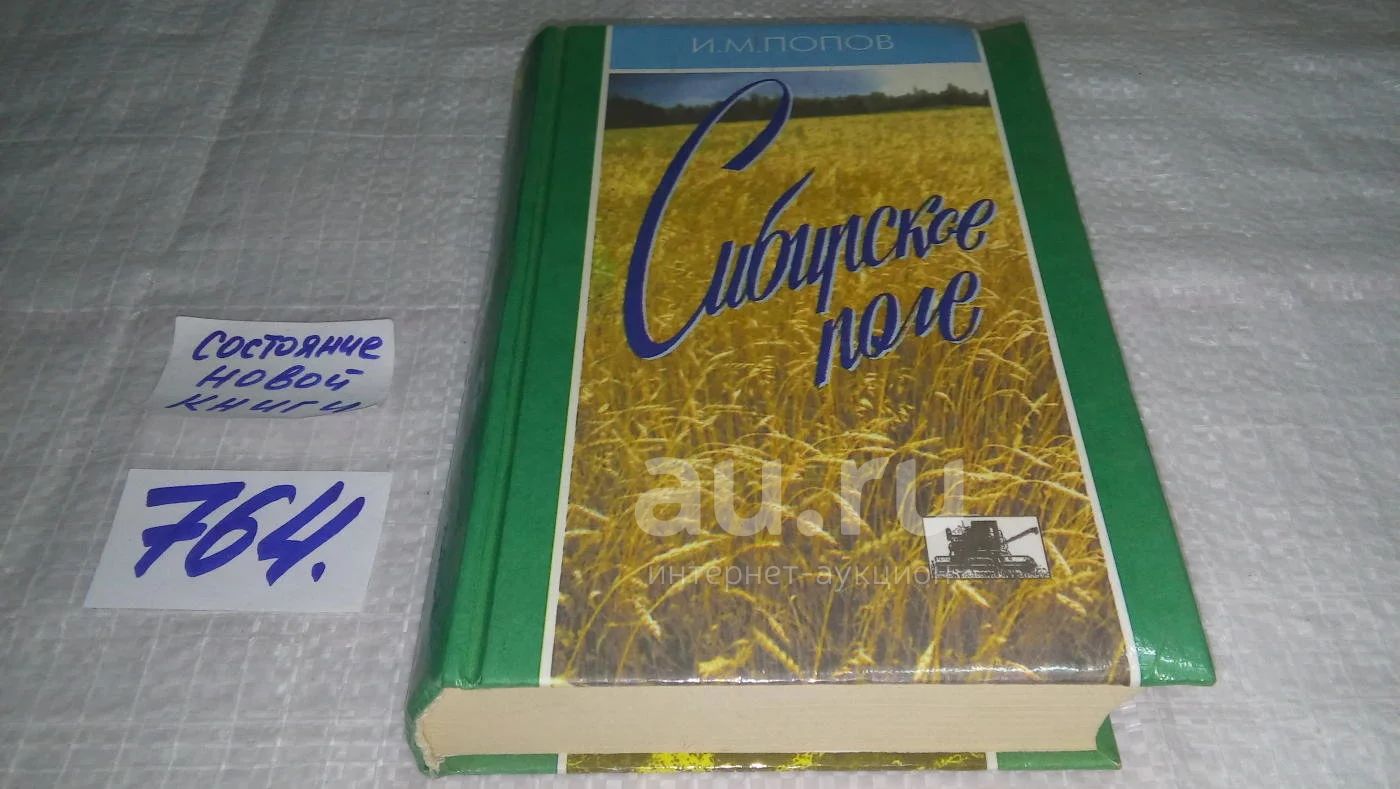 И.М.ПОПОВ
Сибирское
поле
состояние
новой
книги
764.
au.ru
интернет-аукцион